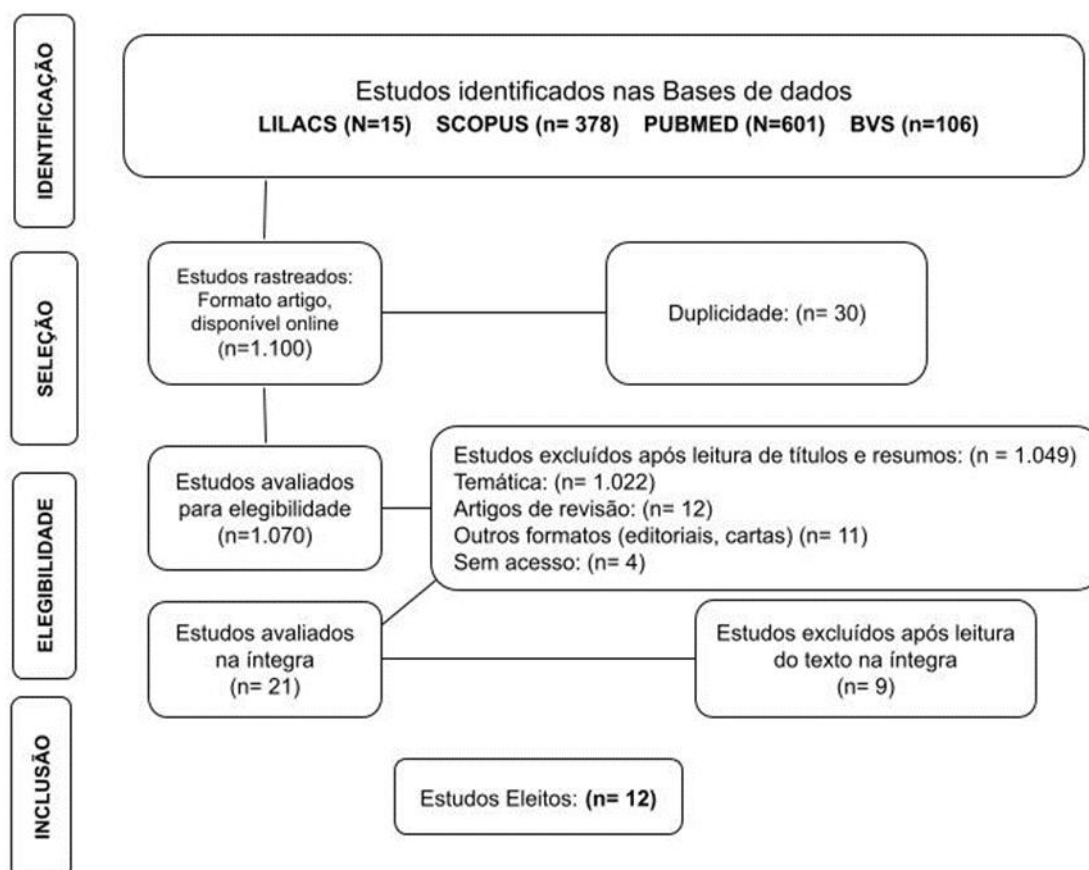 IDENTIFICAÇÃO
Estudos identificados nas Bases de dados
LILACS (N=15) SCOPUS (n= 378) PUBMED (N=601) BVS (n=106)
SELEÇÃO
Estudos rastreados:
Formato artigo,
disponível online
(n=1.100)
Duplicidade: (n= 30)
ELEGIBILIDADE
Estudos avaliados
para elegibilidade
(n=1.070)
Estudos excluídos após leitura de títulos e resumos: (n = 1.049)
Temática: (n= 1.022)
Artigos de revisão: (n= 12)
Outros formatos (editoriais, cartas) (n= 11)
Sem acesso: (n= 4)
Estudos avaliados
na íntegra
(n= 21)
Estudos excluídos após leitura
do texto na íntegra
(n= 9)
INCLUSÃO
Estudos Eleitos: (n= 12)